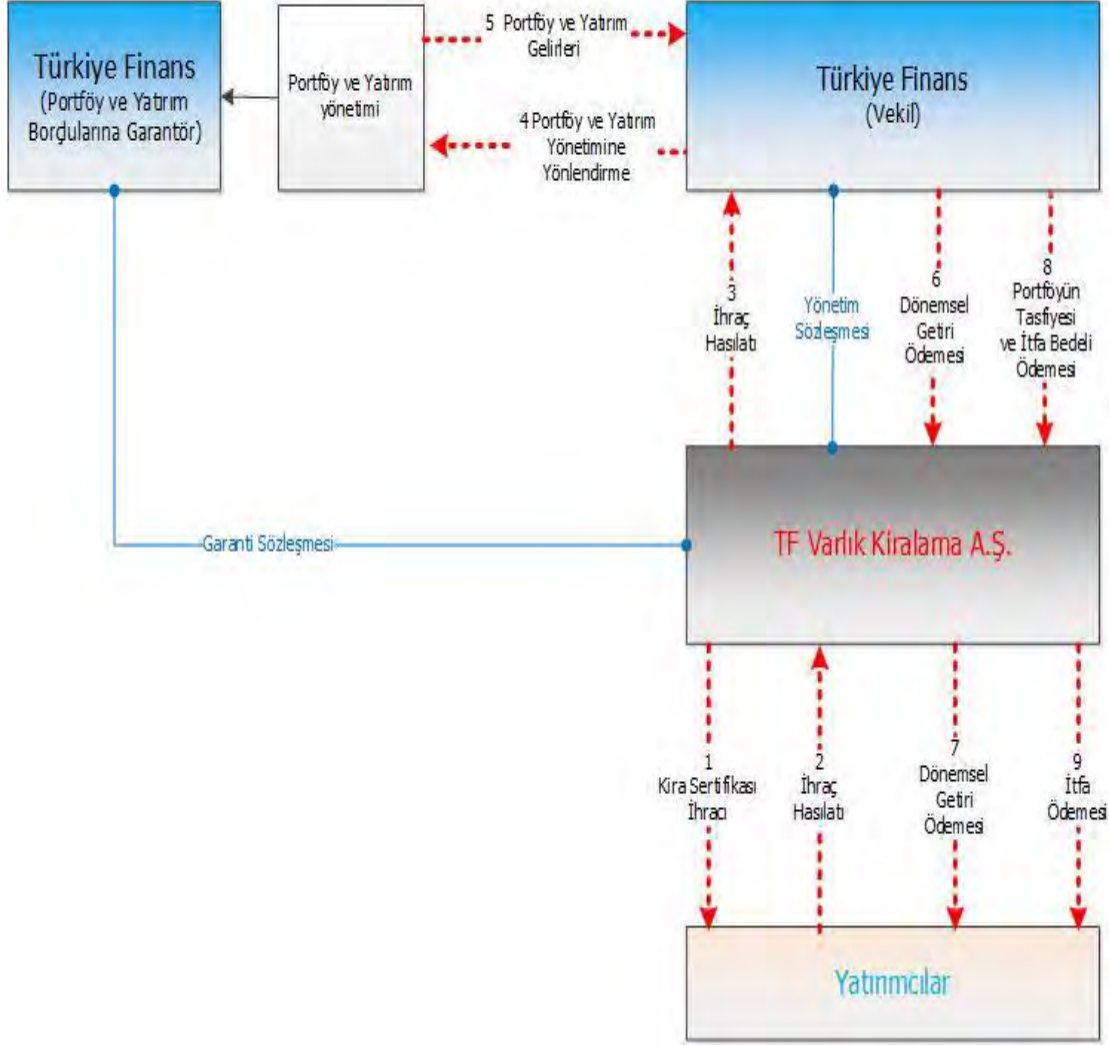 Türkiye Finans
(Portföy ve Yatırım
Borçlularına Garantör)
Portföy ve Yatırım
yönetimi
5 Portföy ve Yatırım
Gelirleri
4 Portföy ve Yatırım
Yönetimine
Yönlendirme
Türkiye Finans
(Vekil)
3
İhraç
Hasılatı
Yönetim
Sözleşmesi
6
Dönemsel
Getiri
Ödemesi
8
Portföyün
Tasfiyesi
ve İtfa Bedeli
Ödemesi
Garanti Sözleşmesi
TF Varlık Kiralama A.Ş.
1
Kira Sertifikası
İhracı
2
İhraç
Hasılatı
7
Dönemsel
Getiri
Ödemesi
9
İtfa
Ödemesi
Yatırımcılar